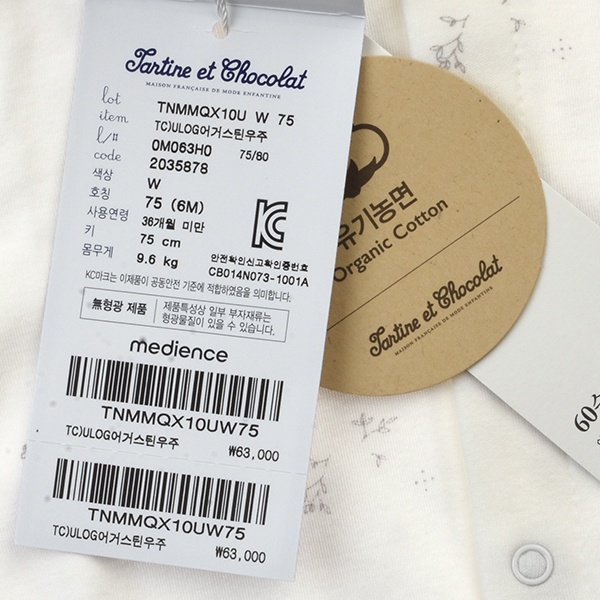 Tartine et Chocolat
MAISON FRANÇAISE DE MODE ENFANTINE
lot TNMMQX10U W 75
item TC)ULOG어거스틴우주
l/# 0M063H0 75/80
code 2035878
색상 W
호칭 75 (6M)
사용연령 36개월 미만
키 75 cm
몸무게 9.6 kg
안전확인신고확인증번호
CB014N073-1001A
KC마크는 이제품이 공통안전 기준에 적합하였음을 의미합니다.
無형광 제품
제품특성상 일부 부자재류는
형광물질이 있을 수 있습니다.
medience
TNMMQX10UW75
TC)ULOG어거스틴우주
₩63,000
TNMMQX10UW75
TC)ULOG어거스틴우주
₩63,000
유기농면
Organic Cotton
Tartine et Chocolat
MAISON FRANÇAISE DE MODE ENFANTINE
60수